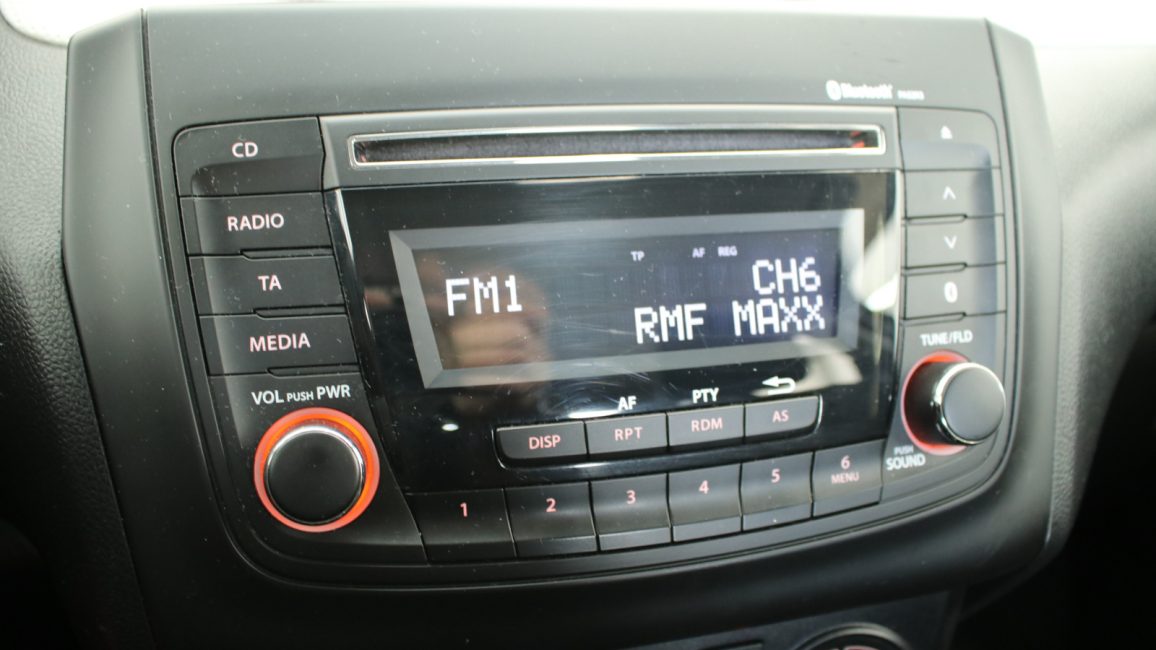 Bluetooth
CD
RADIO
TA
MEDIA
VOL PUSH PWR
TP AF REG
FM1 CH6
RMF MAXX
TUNE/FLD
AF PTY
DISP RPT RDM AS
1 2 3 4 5 6
MENU
PUSH
SOUND